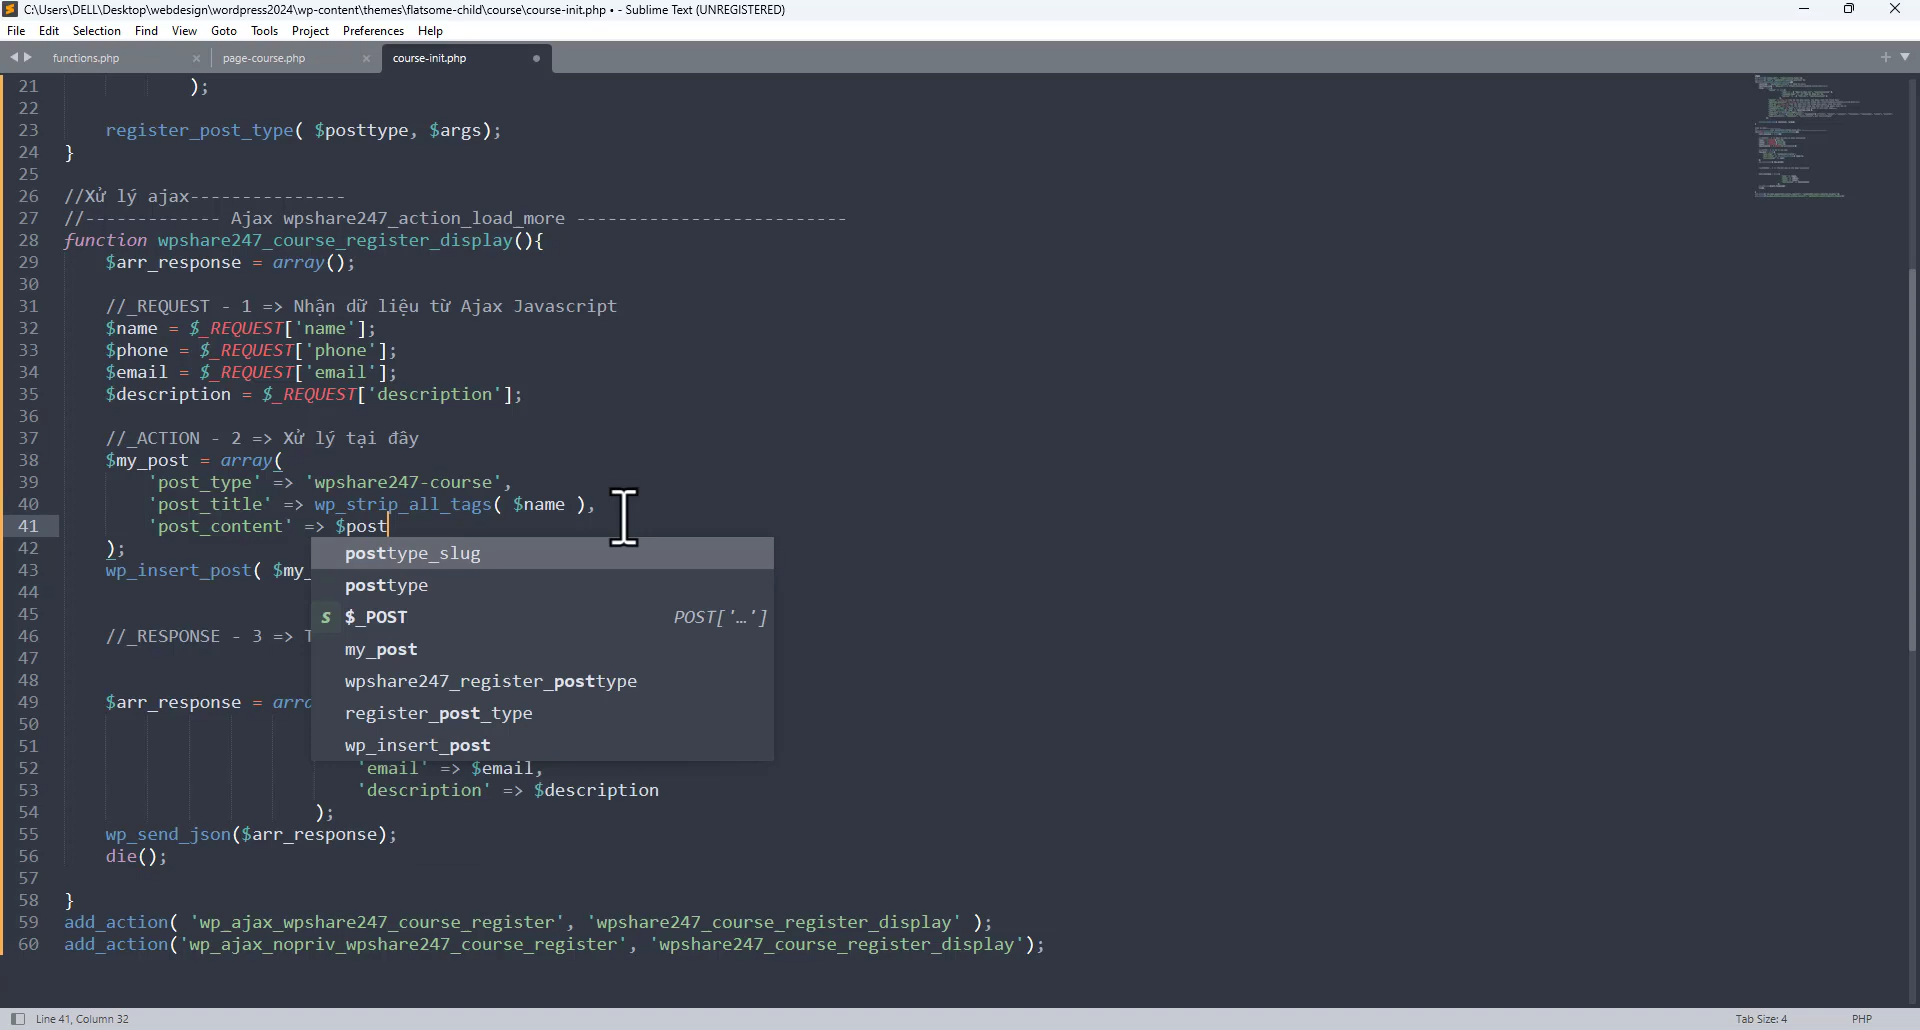 C:\Users\DELL\Desktop\webdesign\wordpress2024\wp-content\themes\flatsome-child\course\course-init.php • - Sublime Text (UNREGISTERED)
File Edit Selection Find View Goto Tools Project Preferences Help
functions.php page-course.php course-init.php
21 );
22
23 register_post_type( $posttype, $args);
24 }
25
26 //Xử lý ajax---------------
27 //------------- Ajax wpshare247_action_load_more --------------------------
28 function wpshare247_course_register_display(){
29 $arr_response = array();
30
31 //_REQUEST - 1 => Nhận dữ liệu từ Ajax Javascript
32 $name = $_REQUEST['name'];
33 $phone = $_REQUEST['phone'];
34 $email = $_REQUEST['email'];
35 $description = $_REQUEST['description'];
36
37 //_ACTION - 2 => Xử lý tại đây
38 $my_post = array(
39 'post_type' => 'wpshare247-course',
40 'post_title' => wp_strip_all_tags( $name ),
41 'post_content' => $post
42 );
posttype_slug
43 wp_insert_post( $my_
posttype
44
45 $_POST POST['…']
46 //_RESPONSE - 3 => T
my_post
47
48 wpshare247_register_posttype
49 $arr_response = arra
register_post_type
50
51 wp_insert_post
52 'email' => $email,
53 'description' => $description
54 );
55 wp_send_json($arr_response);
56 die();
57
58 }
59 add_action( 'wp_ajax_wpshare247_course_register', 'wpshare247_course_register_display' );
60 add_action('wp_ajax_nopriv_wpshare247_course_register', 'wpshare247_course_register_display');
Line 41, Column 32 Tab Size: 4 PHP